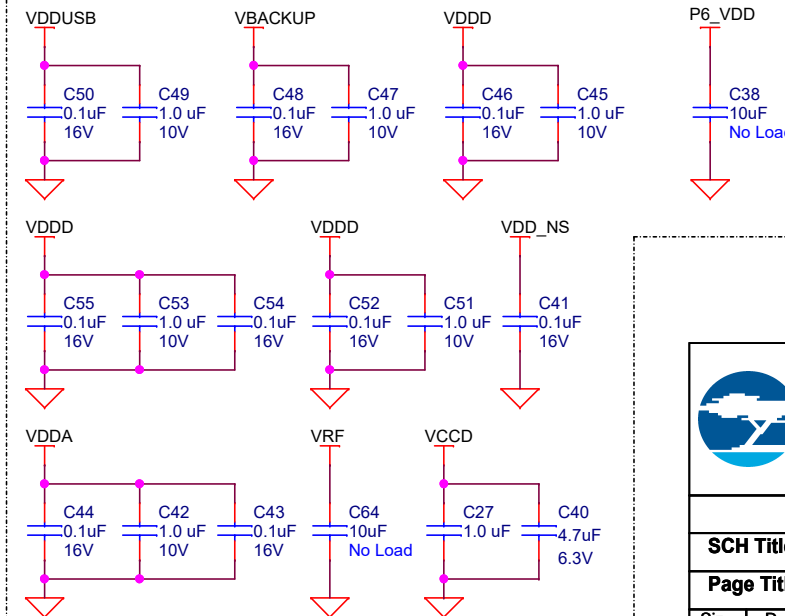 VDDUSB VBACKUP VDDD P6_VDD
C50 C49 C48 C47 C46 C45 C38
0.1uF 1.0 uF 0.1uF 1.0 uF 0.1uF 1.0 uF 10uF
16V 10V 16V 10V 16V 10V No Load
VDDD VDDD VDD_NS
C55 C53 C54 C52 C51 C41
0.1uF 1.0 uF 0.1uF 0.1uF 1.0 uF 0.1uF
16V 10V 16V 16V 10V 16V
VDDA VRF VCCD
C44 C42 C43 C64 C27 C40
0.1uF 1.0 uF 0.1uF 10uF 1.0 uF 4.7uF
16V 10V 16V No Load 6.3V
SCH Title
Page Titl